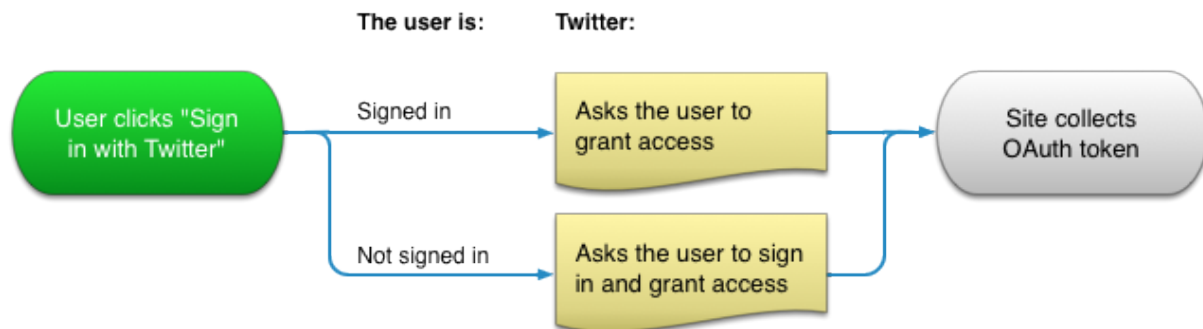 The user is:
Twitter:
User clicks "Sign
in with Twitter"
Signed in
Asks the user to
grant access
Site collects
OAuth token
Not signed in
Asks the user to sign
in and grant access